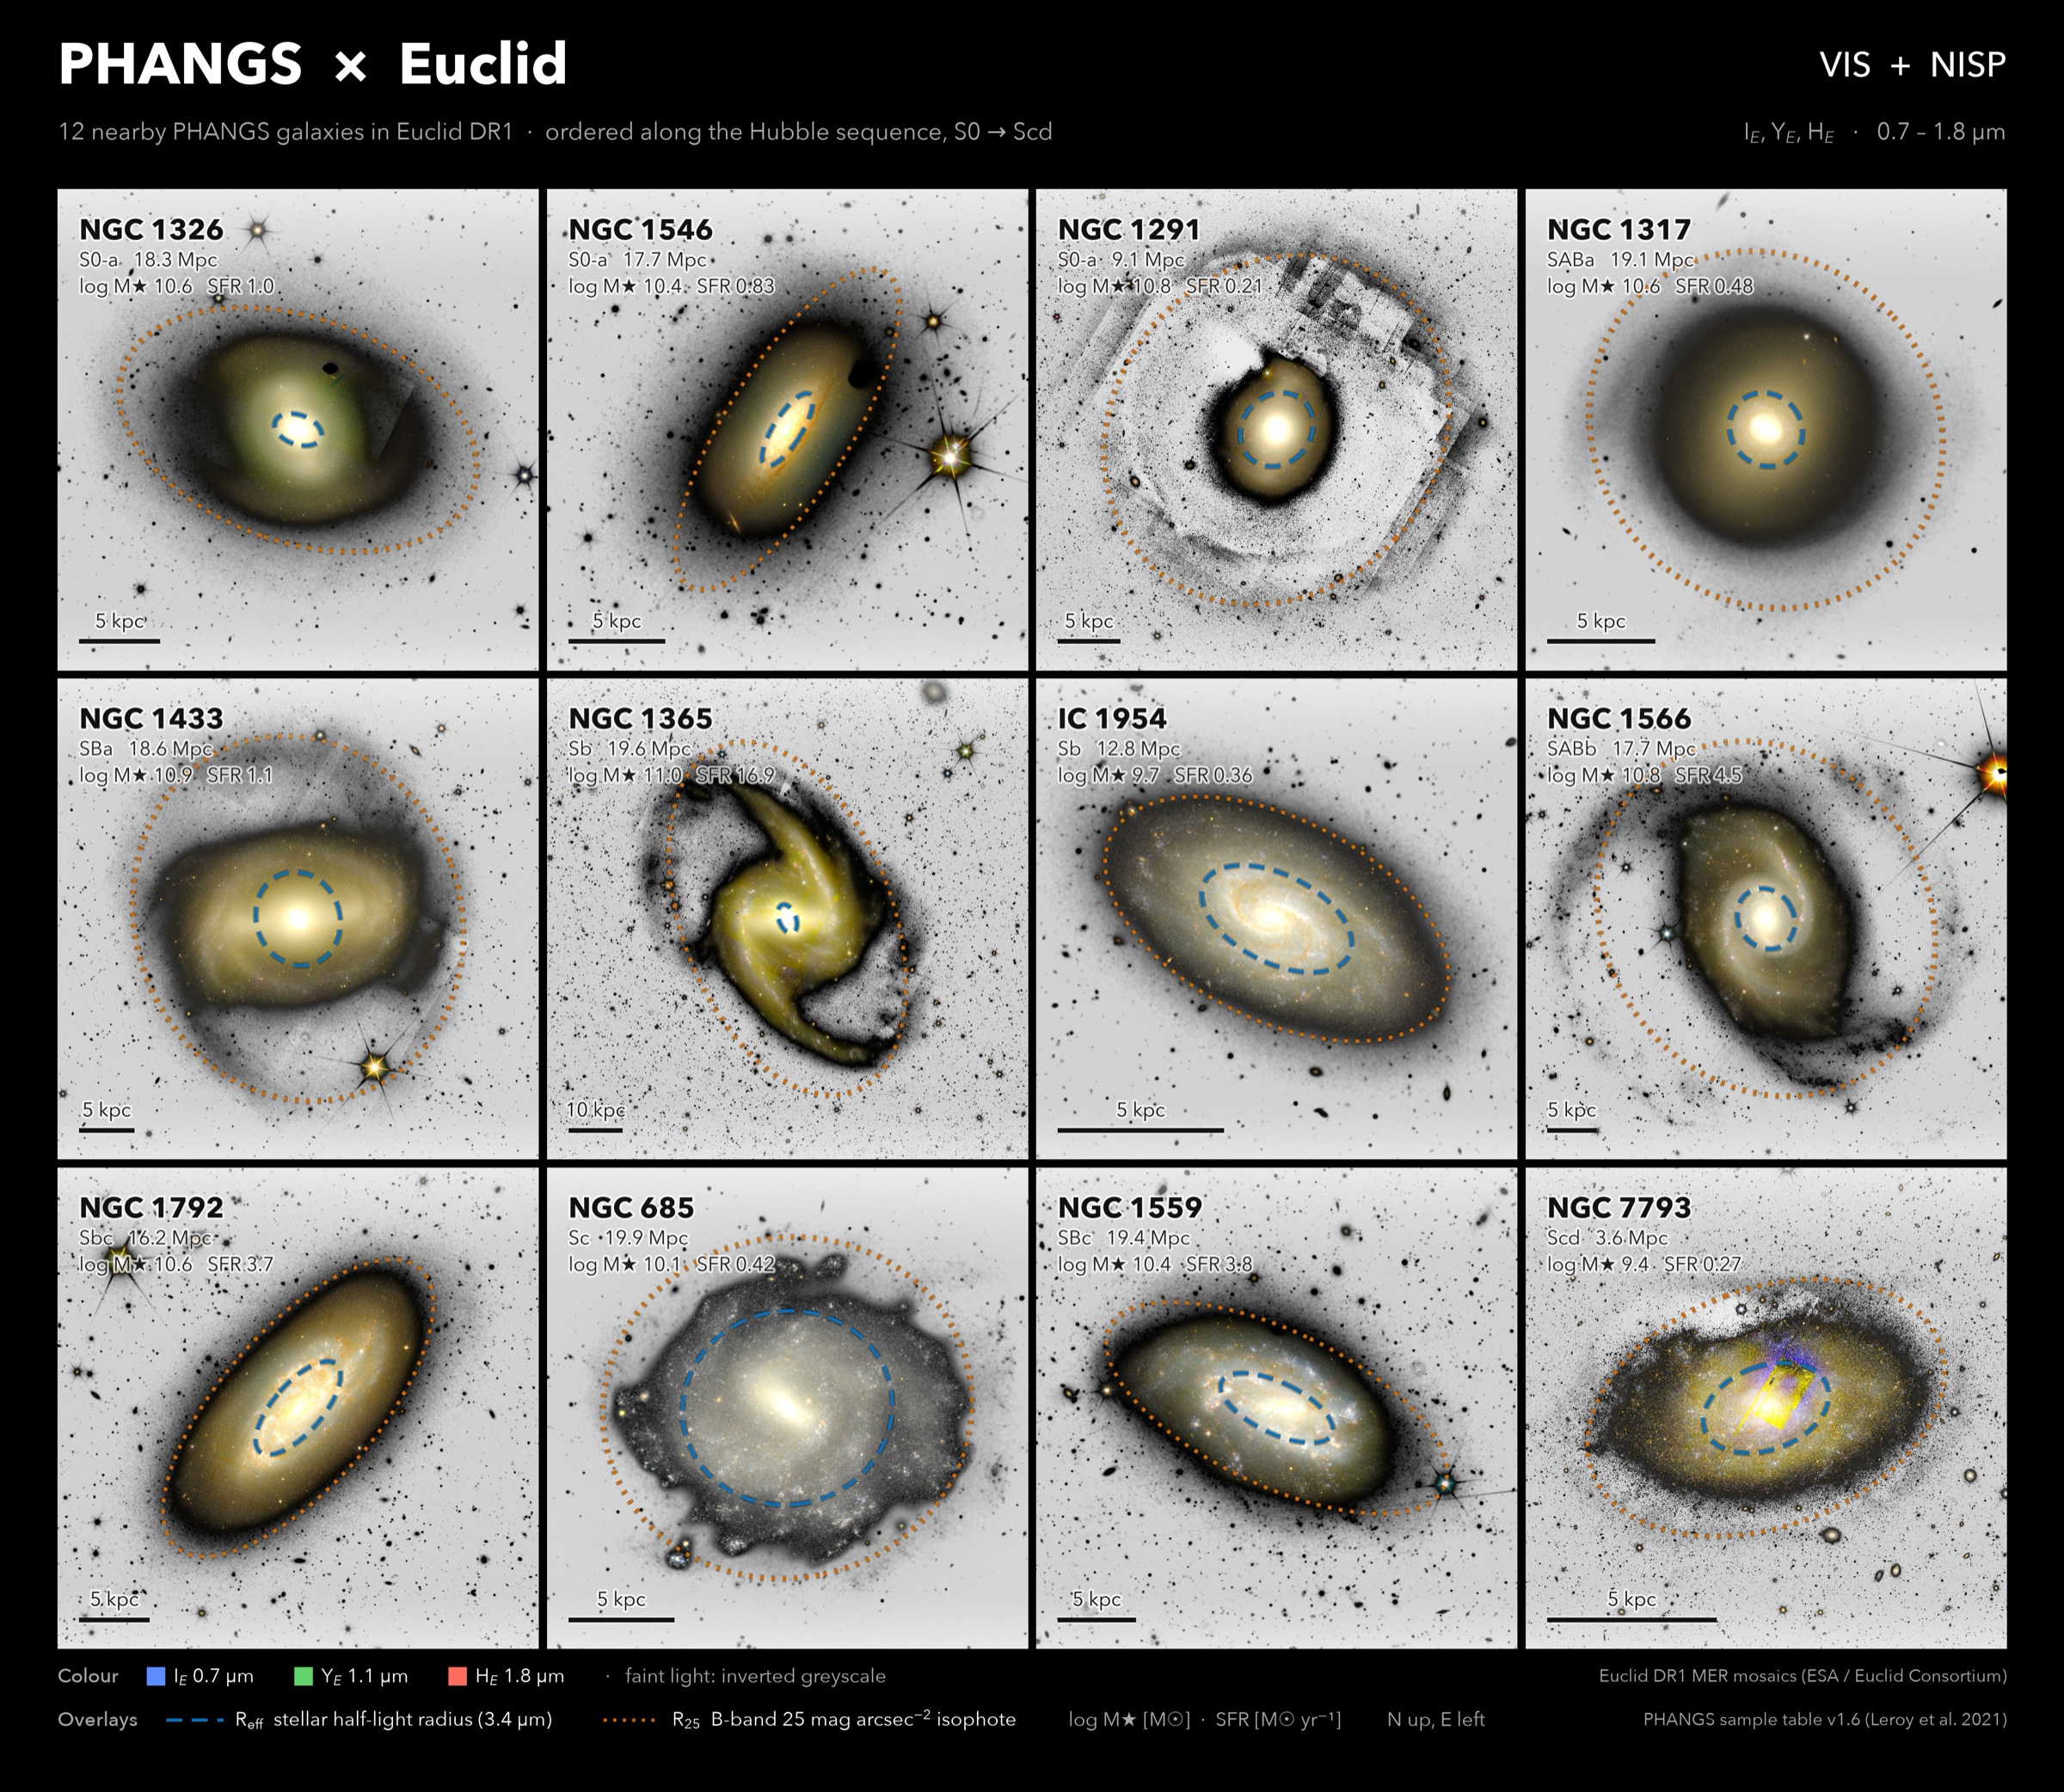 PHANGS × Euclid
VIS + NISP
12 nearby PHANGS galaxies in Euclid DR1 · ordered along the Hubble sequence, S0 → Scd
I_E, Y_E, H_E · 0.7 – 1.8 µm
NGC 1326
S0-a 18.3 Mpc
log M★ 10.6 SFR 1.0
5 kpc
NGC 1546
S0-a 17.7 Mpc
log M★ 10.4 SFR 0.83
5 kpc
NGC 1291
S0-a 9.1 Mpc
log M★ 10.8 SFR 0.21
5 kpc
NGC 1317
SABa 19.1 Mpc
log M★ 10.6 SFR 0.48
5 kpc
NGC 1433
SBa 18.6 Mpc
log M★ 10.9 SFR 1.1
5 kpc
NGC 1365
Sb 19.6 Mpc
log M★ 11.0 SFR 16.9
10 kpc
IC 1954
Sb 12.8 Mpc
log M★ 9.7 SFR 0.36
5 kpc
NGC 1566
SABb 17.7 Mpc
log M★ 10.8 SFR 4.5
5 kpc
NGC 1792
Sbc 16.2 Mpc
log M★ 10.6 SFR 3.7
5 kpc
NGC 685
Sc 19.9 Mpc
log M★ 10.1 SFR 0.42
5 kpc
NGC 1559
SBc 19.4 Mpc
log M★ 10.4 SFR 3.8
5 kpc
NGC 7793
Scd 3.6 Mpc
log M★ 9.4 SFR 0.27
5 kpc
Colour I_E 0.7 µm Y_E 1.1 µm H_E 1.8 µm · faint light: inverted greyscale
Euclid DR1 MER mosaics (ESA / Euclid Consortium)
Overlays R_eff stellar half-light radius (3.4 µm) R₂₅ B-band 25 mag arcsec⁻² isophote log M★ [M☉] · SFR [M☉ yr⁻¹] N up, E left
PHANGS sample table v1.6 (Leroy et al. 2021)